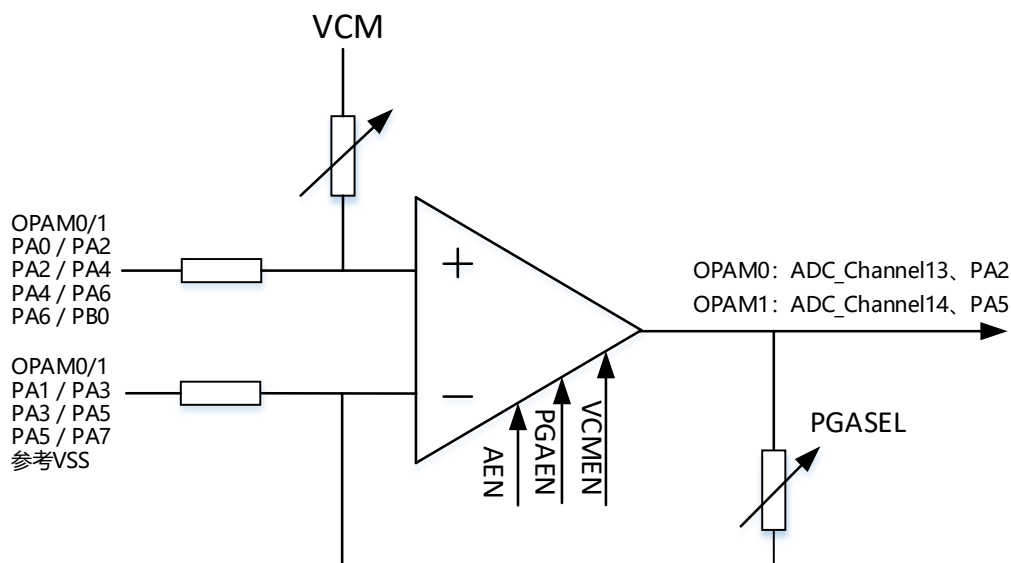 VCM
OPAM0/1
PA0 / PA2
PA2 / PA4
PA4 / PA6
PA6 / PB0
+
OPAM0：ADC_Channel13、PA2
OPAM1：ADC_Channel14、PA5
OPAM0/1
PA1 / PA3
PA3 / PA5
PA5 / PA7
参考VSS
—
AEN
PGAEN
VCMEN
PGASEL